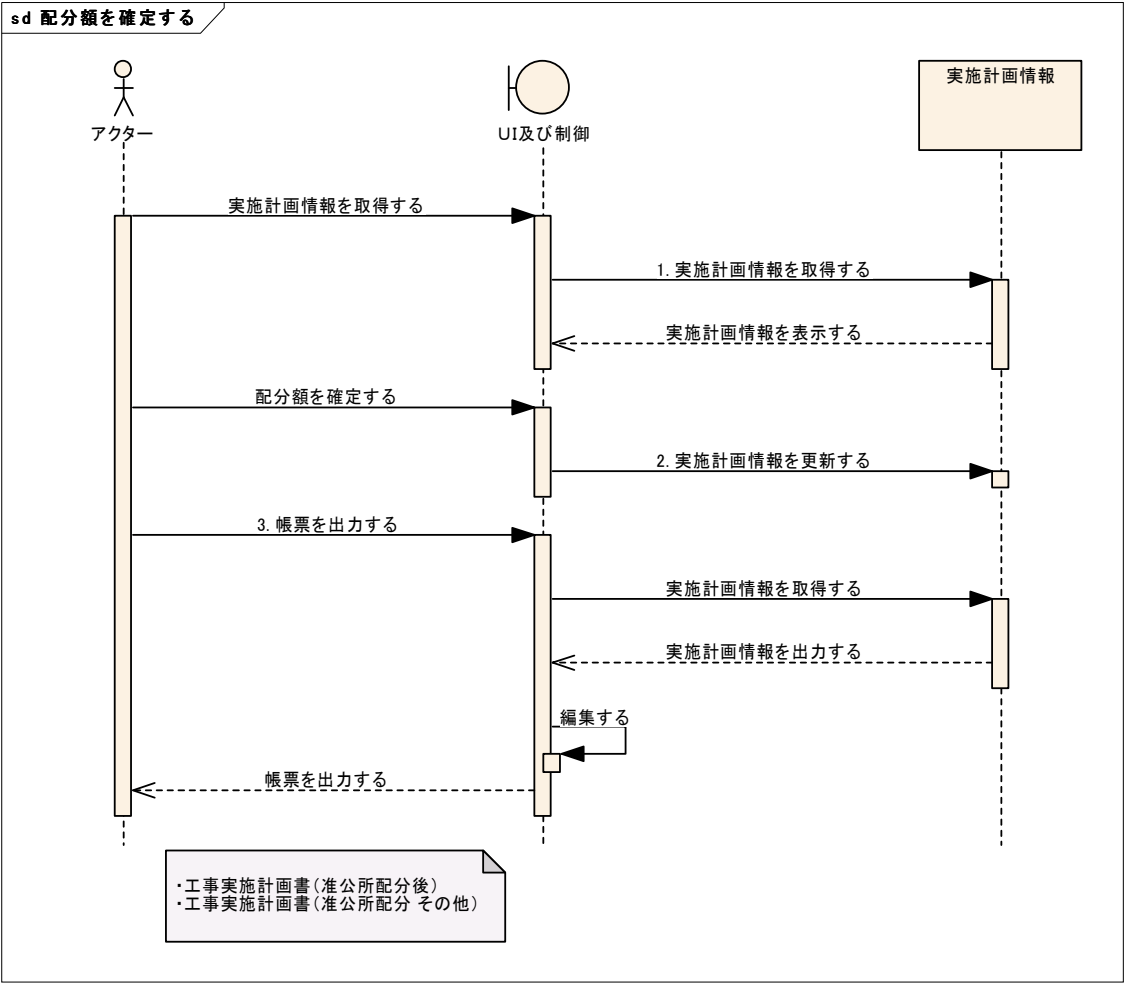 sd 配分額を確定する
アクター
UI及び制御
実施計画情報
実施計画情報を取得する
1. 実施計画情報を取得する
実施計画情報を表示する
配分額を確定する
2. 実施計画情報を更新する
3. 帳票を出力する
実施計画情報を取得する
実施計画情報を出力する
編集する
帳票を出力する
・工事実施計画書(准公所配分後)
・工事実施計画書(准公所配分 その他)